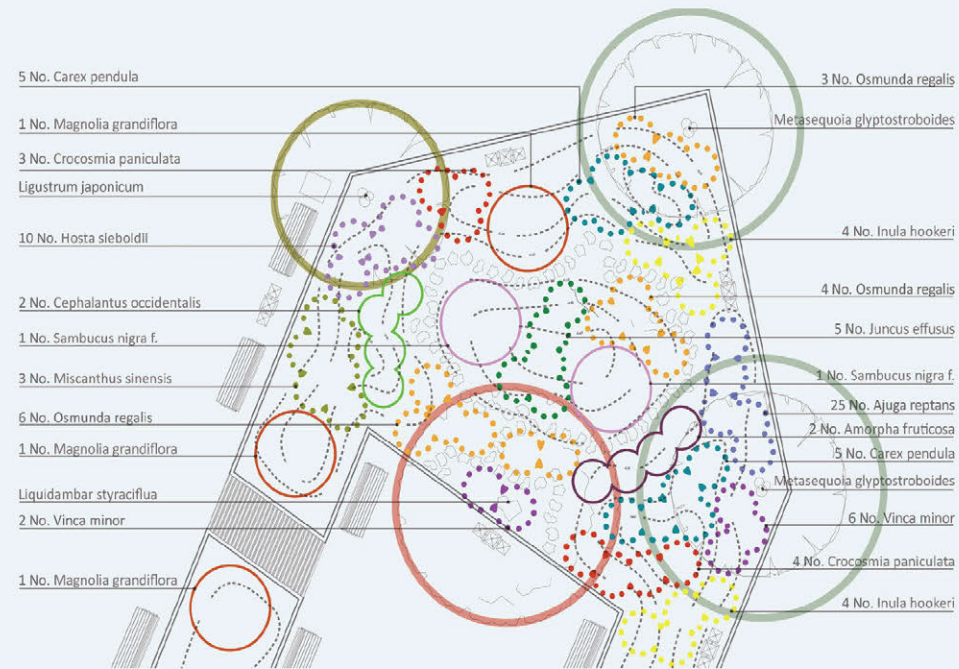 5 No. Carex pendula
1 No. Magnolia grandiflora
3 No. Crocosmia paniculata
Ligustrum japonicum
10 No. Hosta sieboldii
2 No. Cephalantus occidentalis
1 No. Sambucus nigra f.
3 No. Miscanthus sinensis
6 No. Osmunda regalis
1 No. Magnolia grandiflora
Liquidambar styraciflua
2 No. Vinca minor
1 No. Magnolia grandiflora
3 No. Osmunda regalis
Metasequoia glyptostroboides
4 No. Inula hookeri
4 No. Osmunda regalis
5 No. Juncus effusus
1 No. Sambucus nigra f.
25 No. Ajuga reptans
2 No. Amorpha fruticosa
5 No. Carex pendula
Metasequoia glyptostroboides
6 No. Vinca minor
4 No. Crocosmia paniculata
4 No. Inula hookeri